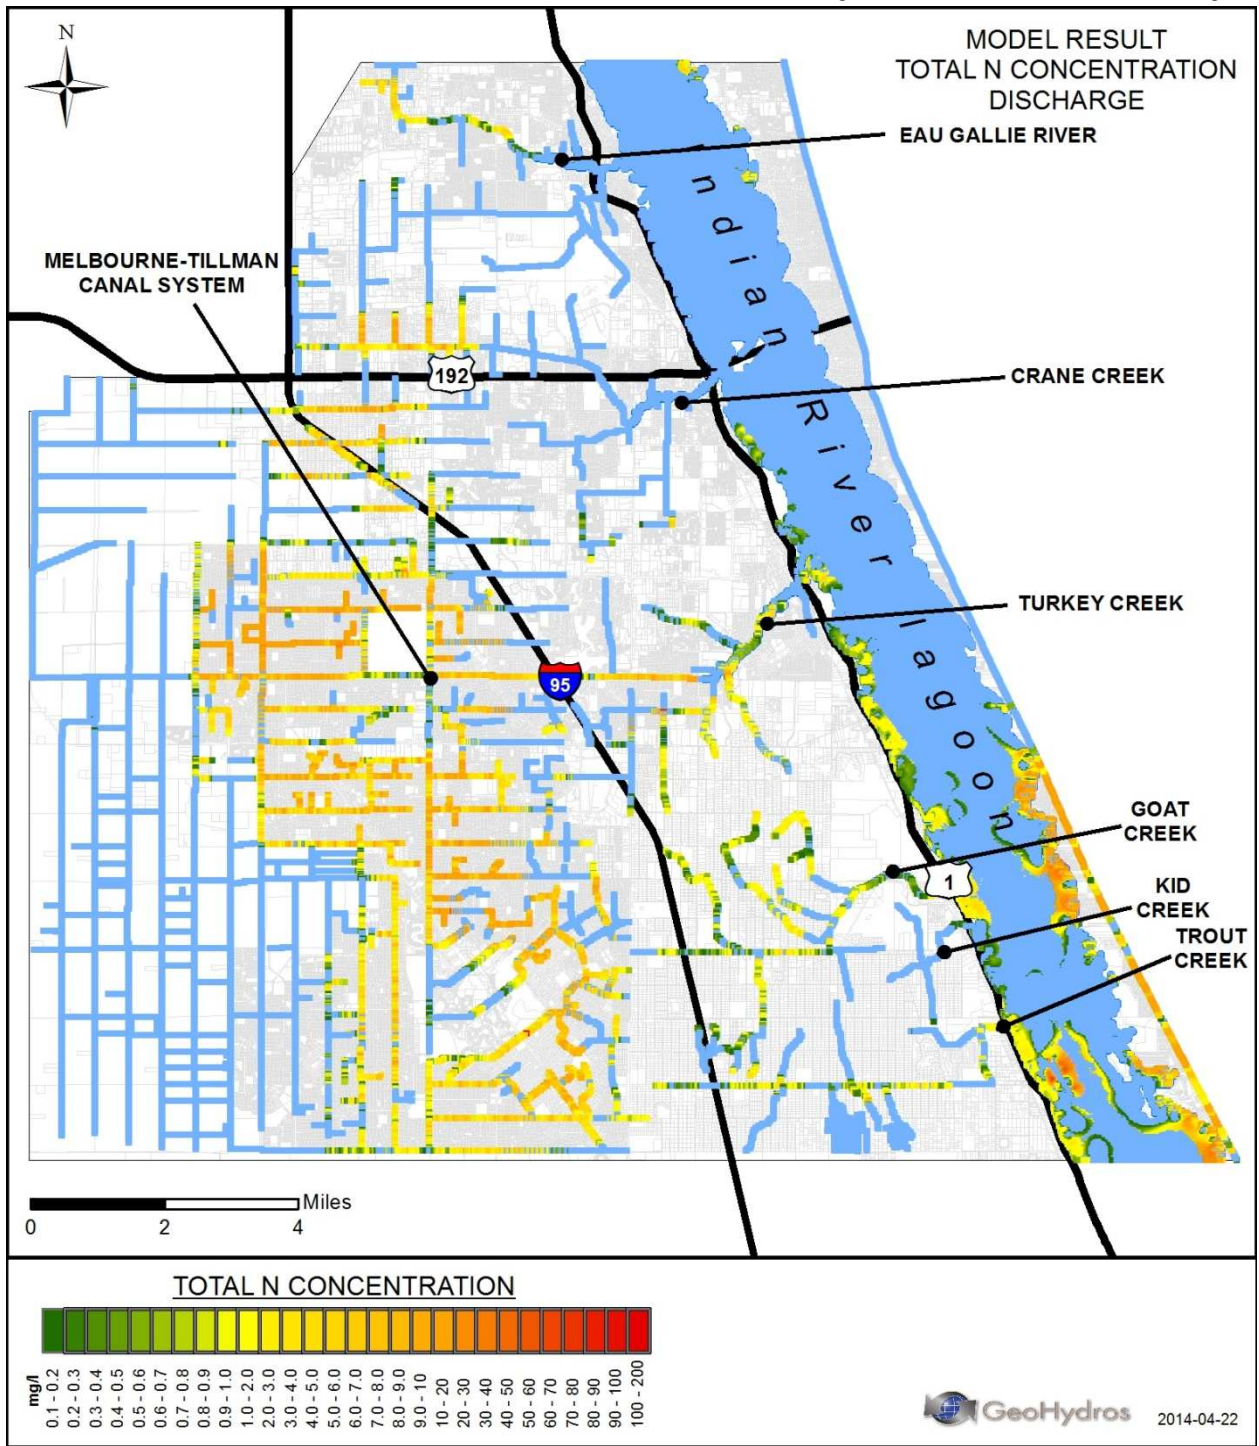 N
MODEL RESULT
TOTAL N CONCENTRATION
DISCHARGE
EAU GALLIE RIVER
MELBOURNE-TILLMAN
CANAL SYSTEM
Indian River lagoon
192
CRANE CREEK
TURKEY CREEK
95
GOAT
CREEK
1
KID
CREEK
TROUT
CREEK
Miles
0 2 4
TOTAL N CONCENTRATION
mg/l
0.1 - 0.2
0.2 - 0.3
0.3 - 0.4
0.4 - 0.5
0.5 - 0.6
0.6 - 0.7
0.7 - 0.8
0.8 - 0.9
0.9 - 1.0
1.0 - 2.0
2.0 - 3.0
3.0 - 4.0
4.0 - 5.0
5.0 - 6.0
6.0 - 7.0
7.0 - 8.0
8.0 - 9.0
9.0 - 10
10 - 20
20 - 30
30 - 40
40 - 50
50 - 60
60 - 70
70 - 80
80 - 90
90 - 100
100 - 200
GeoHydros
2014-04-22